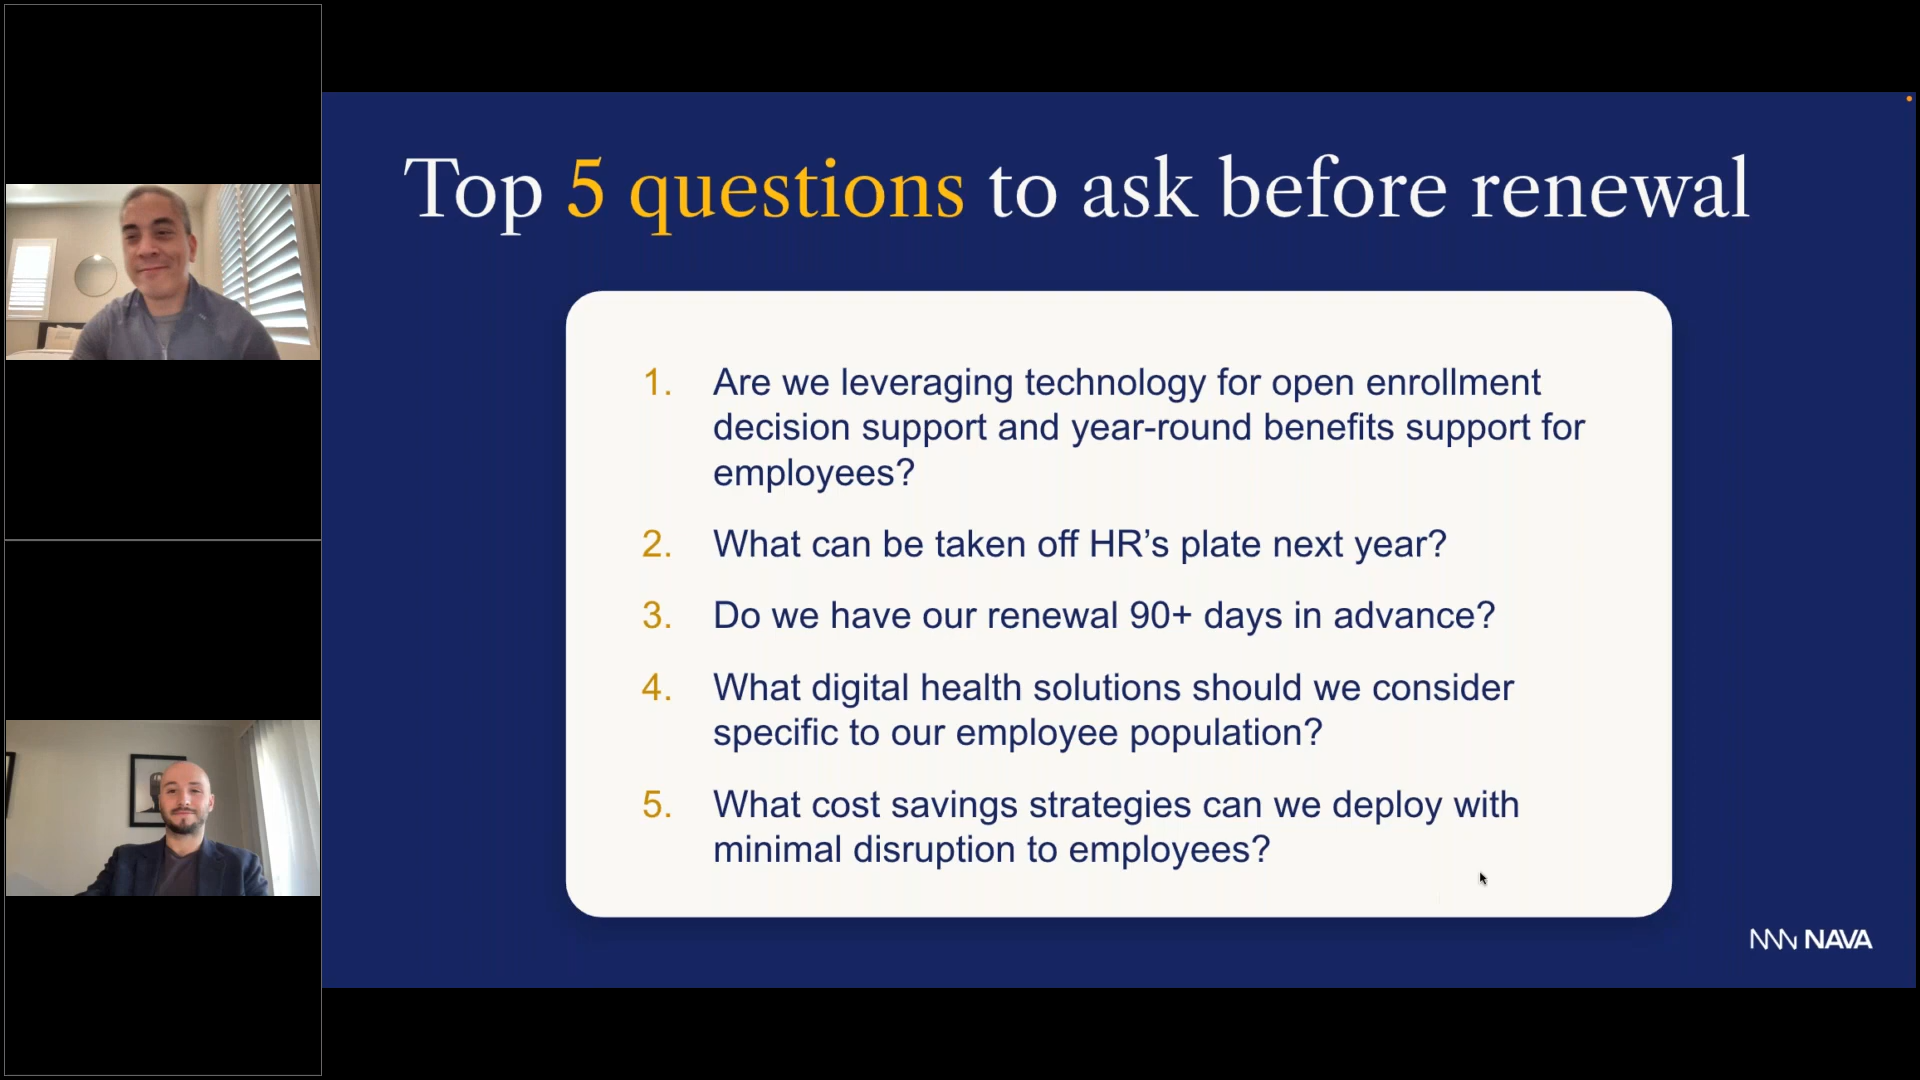 Top 5 questions to ask before renewal
1. Are we leveraging technology for open enrollment
decision support and year-round benefits support for
employees?
2. What can be taken off HR’s plate next year?
3. Do we have our renewal 90+ days in advance?
4. What digital health solutions should we consider
specific to our employee population?
5. What cost savings strategies can we deploy with
minimal disruption to employees?
NAVA